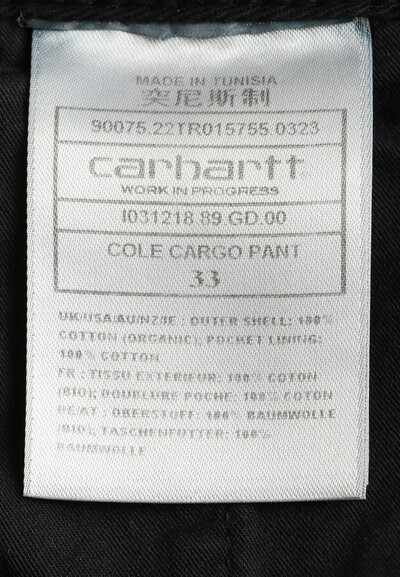 MADE IN TUNISIA
突尼斯制
90075.22TR015755.0323
carhartt
WORK IN PROGRESS
I031218.89.GD.00
COLE CARGO PANT
33
UK/USA/AU/NZ/IE : OUTER SHELL: 100%
COTTON (ORGANIC); POCKET LINING:
100% COTTON
FR : TISSU EXTERIEUR: 100% COTON
(BIO); DOUBLURE POCHE: 100% COTON
DE/AT : OBERSTOFF: 100% BAUMWOLLE
(BIO); TASCHENFUTTER: 100%
BAUMWOLLE